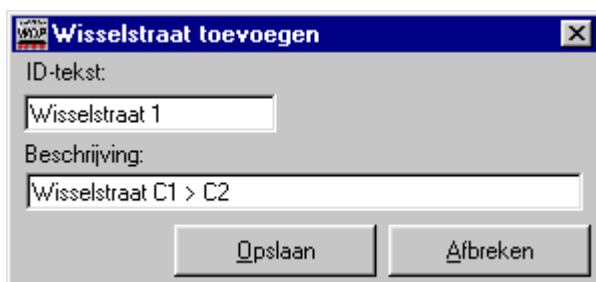 Wisselstraat toevoegen
ID-tekst:
Wisselstraat 1
Beschrijving:
Wisselstraat C1 > C2
Opslaan Afbreken